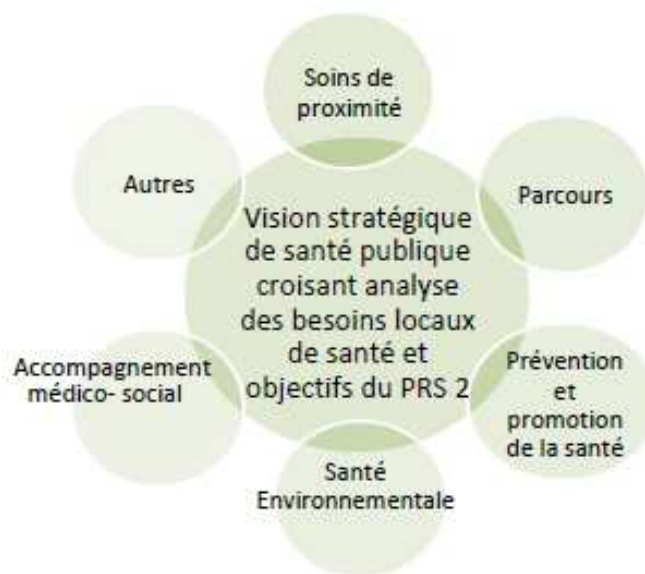 Soins de
proximité
Autres
Parcours
Vision stratégique
de santé publique
croisant analyse
des besoins locaux
de santé et
objectifs du PRS 2
Accompagnement
médico- social
Prévention
et
promotion
de la santé
Santé
Environnementale